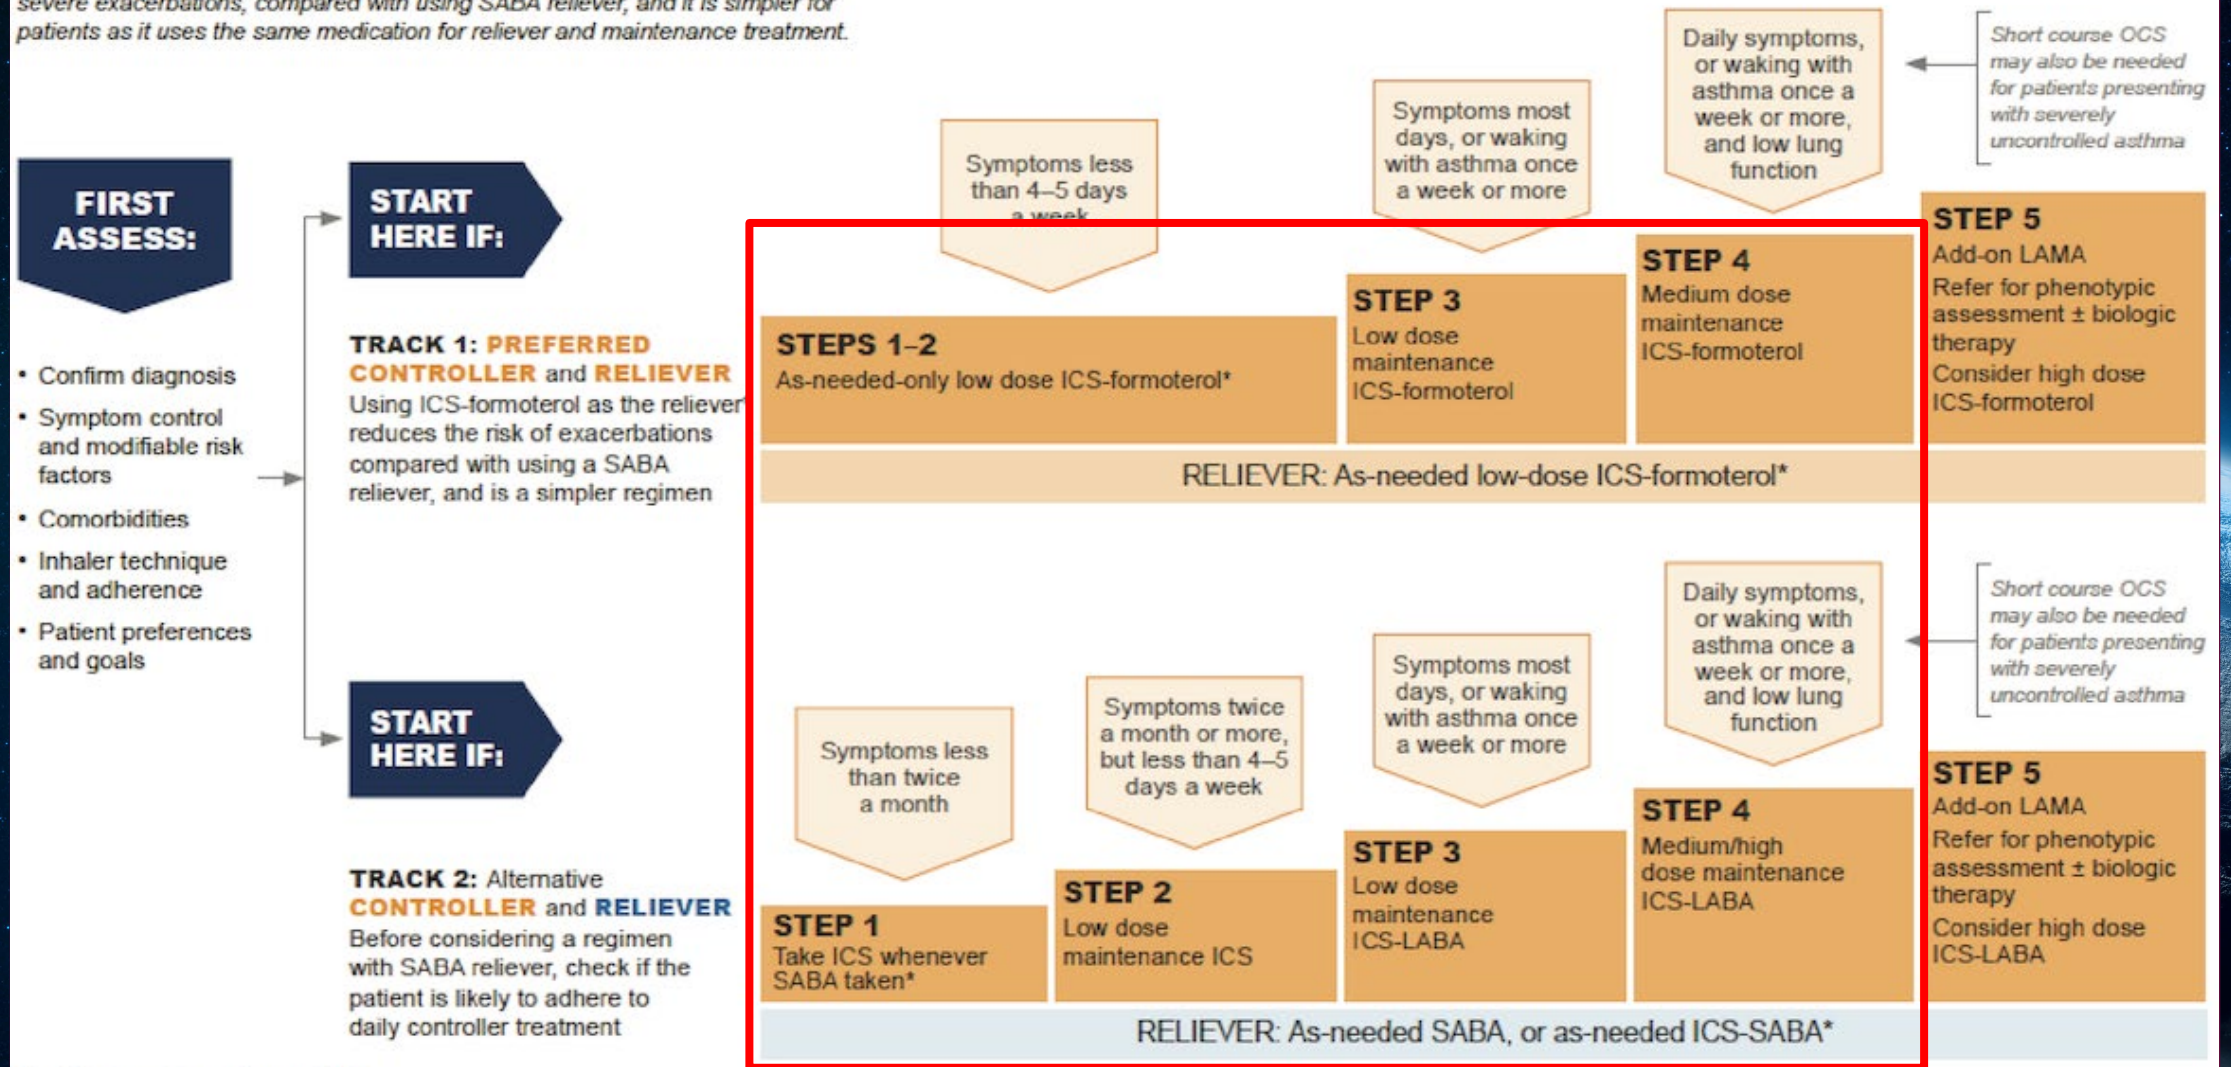 severe exacerbations, compared with using SABA reliever, and it is simpler for
patients as it uses the same medication for reliever and maintenance treatment.
FIRST
ASSESS:
• Confirm diagnosis
• Symptom control
and modifiable risk
factors
• Comorbidities
• Inhaler technique
and adherence
• Patient preferences
and goals
START
HERE IF:
TRACK 1: PREFERRED
CONTROLLER and RELIEVER
Using ICS-formoterol as the reliever*
reduces the risk of exacerbations
compared with using a SABA
reliever, and is a simpler regimen
Symptoms less
than 4–5 days
a week
Symptoms most
days, or waking
with asthma once
a week or more
Daily symptoms,
or waking with
asthma once a
week or more,
and low lung
function
Short course OCS
may also be needed
for patients presenting
with severely
uncontrolled asthma
STEPS 1–2
As-needed-only low dose ICS-formoterol*
STEP 3
Low dose
maintenance
ICS-formoterol
STEP 4
Medium dose
maintenance
ICS-formoterol
STEP 5
Add-on LAMA
Refer for phenotypic
assessment ± biologic
therapy
Consider high dose
ICS-formoterol
RELIEVER: As-needed low-dose ICS-formoterol*
START
HERE IF:
TRACK 2: Alternative
CONTROLLER and RELIEVER
Before considering a regimen
with SABA reliever, check if the
patient is likely to adhere to
daily controller treatment
Symptoms less
than twice
a month
Symptoms twice
a month or more,
but less than 4–5
days a week
Symptoms most
days, or waking
with asthma once
a week or more
Daily symptoms,
or waking with
asthma once a
week or more,
and low lung
function
Short course OCS
may also be needed
for patients presenting
with severely
uncontrolled asthma
STEP 1
Take ICS whenever
SABA taken*
STEP 2
Low dose
maintenance ICS
STEP 3
Low dose
maintenance
ICS-LABA
STEP 4
Medium/high
dose maintenance
ICS-LABA
STEP 5
Add-on LAMA
Refer for phenotypic
assessment ± biologic
therapy
Consider high dose
ICS-LABA
RELIEVER: As-needed SABA, or as-needed ICS-SABA*